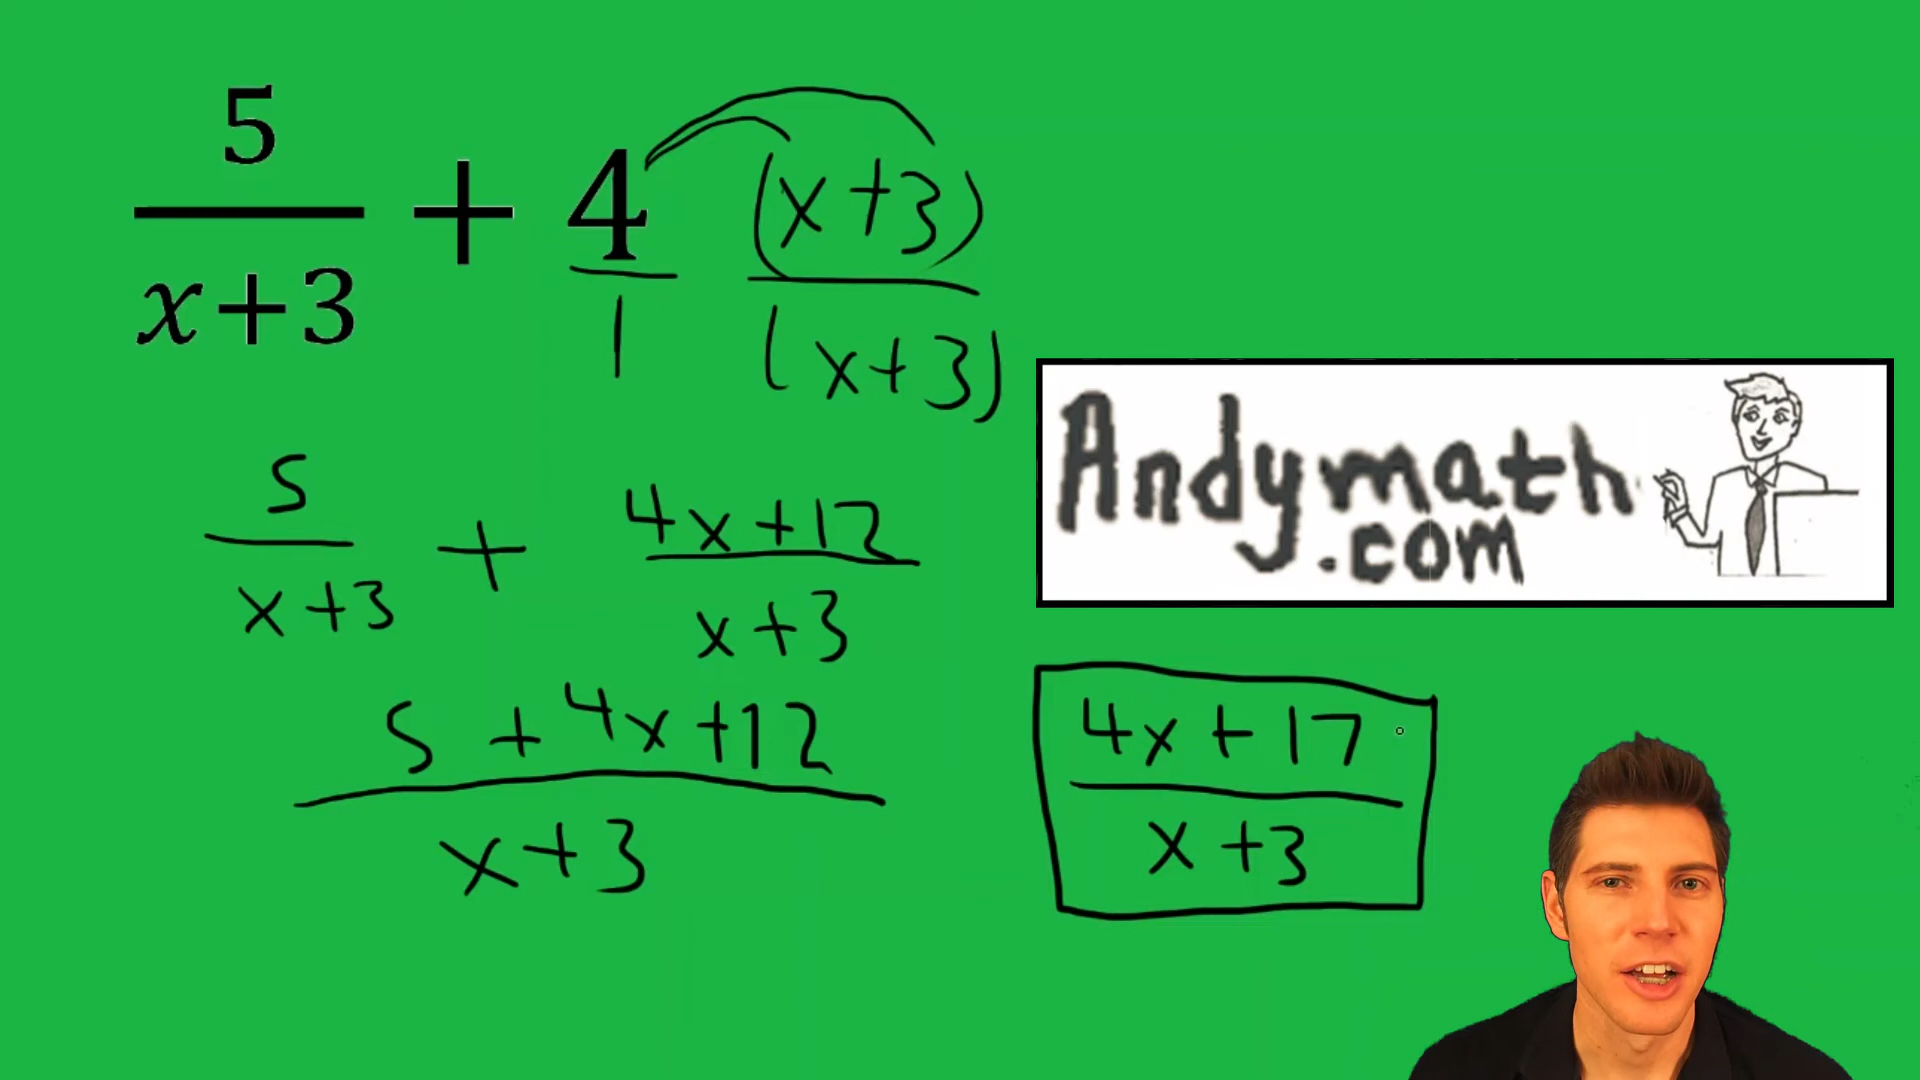 5/(x+3) + 4/1 (x+3)/(x+3)
5/(x+3) + (4x+12)/(x+3)
(5 + 4x+12)/(x+3)
Andymath
.com
(4x+17)/(x+3)